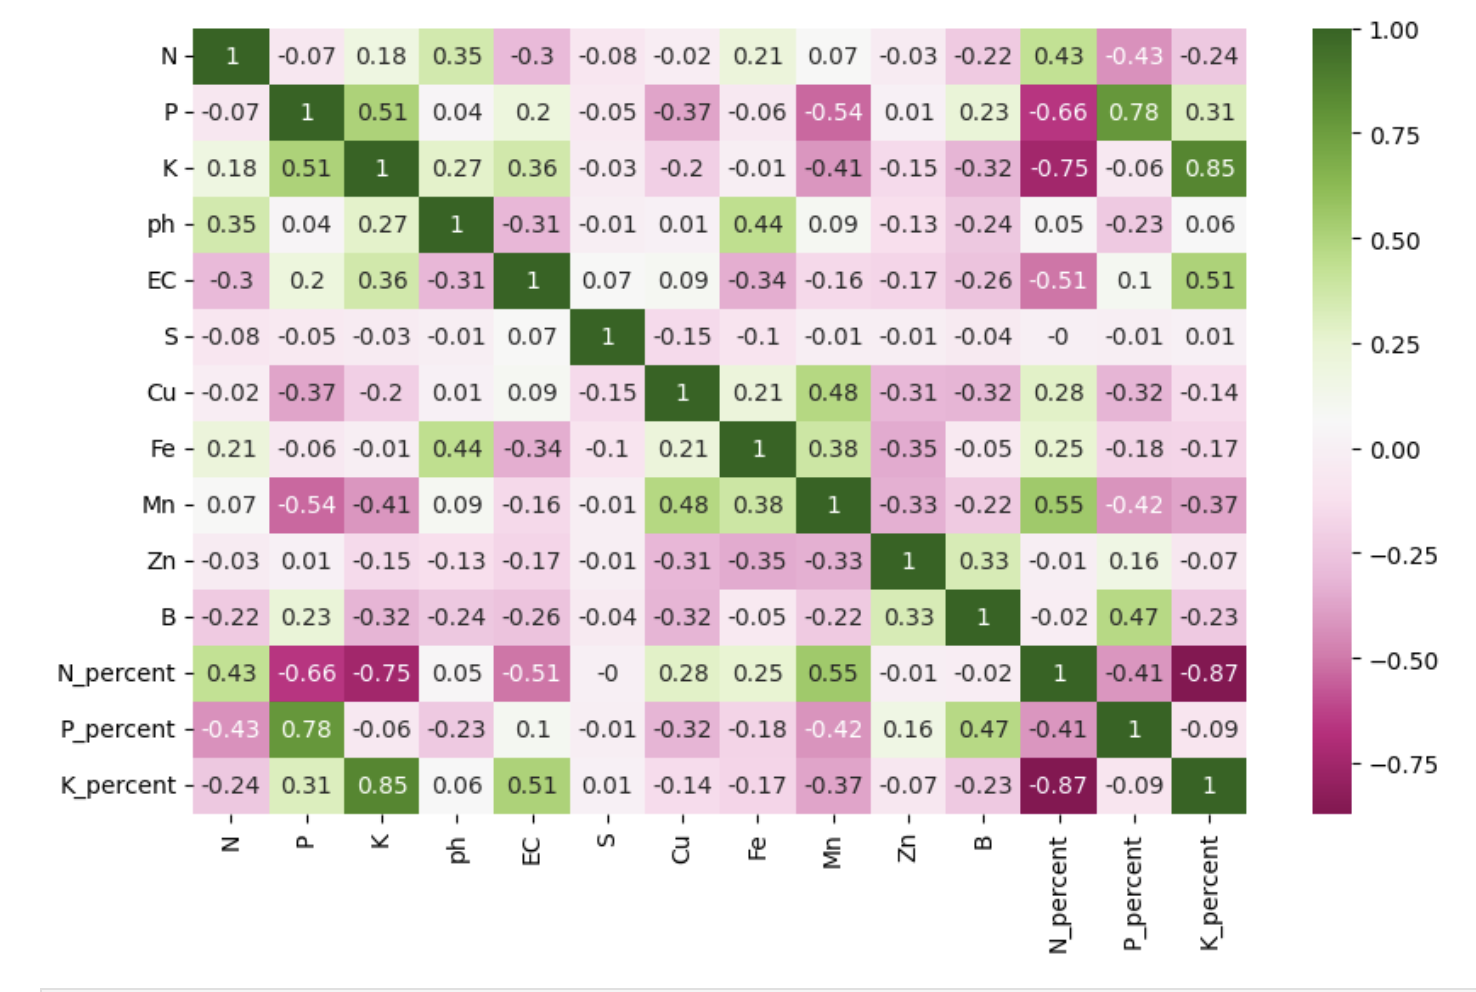 N 1 -0.07 0.18 0.35 -0.3 -0.08 -0.02 0.21 0.07 -0.03 -0.22 0.43 -0.43 -0.24
P -0.07 1 0.51 0.04 0.2 -0.05 -0.37 -0.06 -0.54 0.01 0.23 -0.66 0.78 0.31
K 0.18 0.51 1 0.27 0.36 -0.03 -0.2 -0.01 -0.41 -0.15 -0.32 -0.75 -0.06 0.85
ph 0.35 0.04 0.27 1 -0.31 -0.01 0.01 0.44 0.09 -0.13 -0.24 0.05 -0.23 0.06
EC -0.3 0.2 0.36 -0.31 1 0.07 0.09 -0.34 -0.16 -0.17 -0.26 -0.51 0.1 0.51
S -0.08 -0.05 -0.03 -0.01 0.07 1 -0.15 -0.1 -0.01 -0.01 -0.04 -0 -0.01 0.01
Cu -0.02 -0.37 -0.2 0.01 0.09 -0.15 1 0.21 0.48 -0.31 -0.32 0.28 -0.32 -0.14
Fe 0.21 -0.06 -0.01 0.44 -0.34 -0.1 0.21 1 0.38 -0.35 -0.05 0.25 -0.18 -0.17
Mn 0.07 -0.54 -0.41 0.09 -0.16 -0.01 0.48 0.38 1 -0.33 -0.22 0.55 -0.42 -0.37
Zn -0.03 0.01 -0.15 -0.13 -0.17 -0.01 -0.31 -0.35 -0.33 1 0.33 -0.01 0.16 -0.07
B -0.22 0.23 -0.32 -0.24 -0.26 -0.04 -0.32 -0.05 -0.22 0.33 1 -0.02 0.47 -0.23
N_percent 0.43 -0.66 -0.75 0.05 -0.51 -0 0.28 0.25 0.55 -0.01 -0.02 1 -0.41 -0.87
P_percent -0.43 0.78 -0.06 -0.23 0.1 -0.01 -0.32 -0.18 -0.42 0.16 0.47 -0.41 1 -0.09
K_percent -0.24 0.31 0.85 0.06 0.51 0.01 -0.14 -0.17 -0.37 -0.07 -0.23 -0.87 -0.09 1
N P K ph EC S Cu Fe Mn Zn B N_percent P_percent K_percent
1.00
0.75
0.50
0.25
0.00
−0.25
−0.50
−0.75